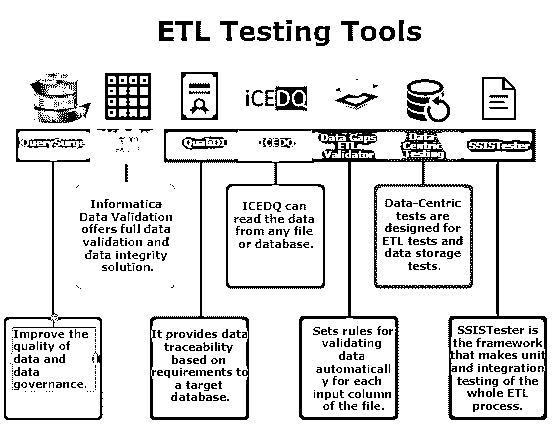 ETL Testing Tools
iCEDQ
QuerySurge
QualiDI
ICEDQ
Data Gaps
ETL
Validator
Data
Centric
Testing
SSISTester
Informatica
Data Validation
offers full data
validation and
data integrity
solution.
ICEDQ can
read the data
from any file
or database.
Data-Centric
tests are
designed for
ETL tests and
data storage
tests.
Improve the
quality of
data and
data
governance.
It provides data
traceability
based on
requirements to
a target
database.
Sets rules for
validating
data
automaticall
y for each
input column
of the file.
SSISTester is
the framework
that makes unit
and integration
testing of the
whole ETL
process.